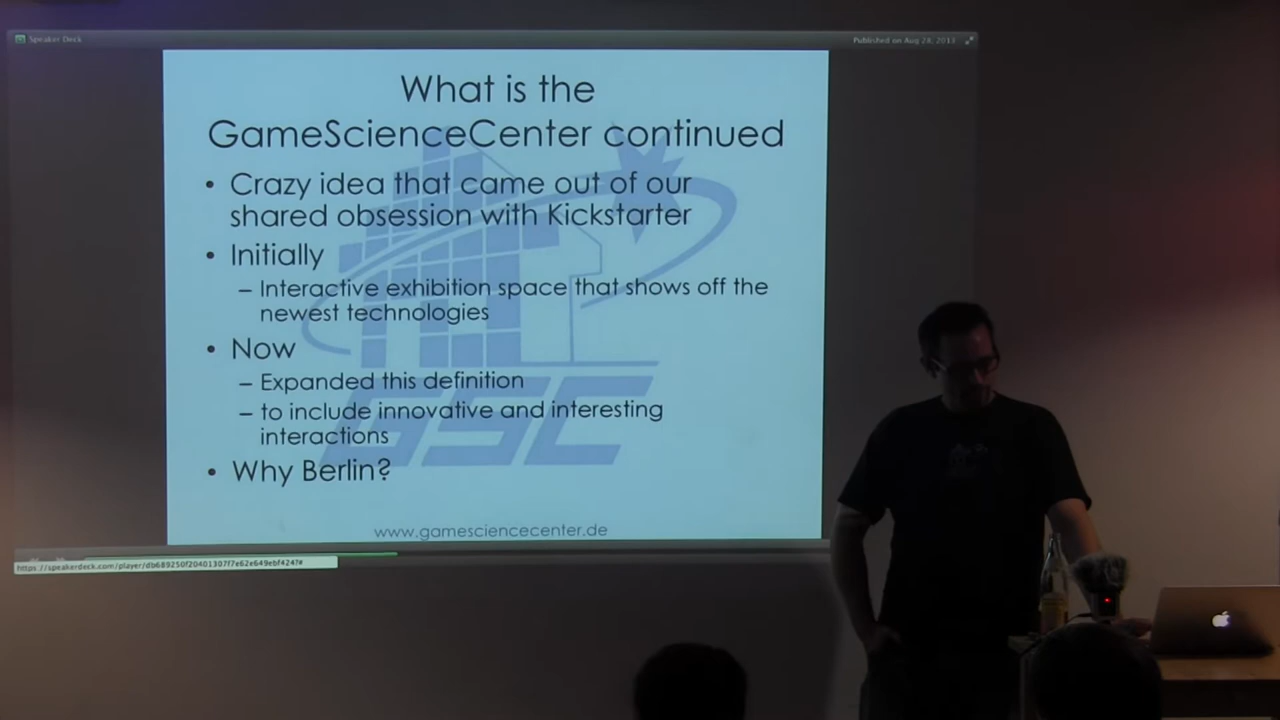 Speaker Deck
Published on Aug 28, 2013
What is the
GameScienceCenter continued
• Crazy idea that came out of our
shared obsession with Kickstarter
• Initially
– Interactive exhibition space that shows off the
newest technologies
• Now
– Expanded this definition
– to include innovative and interesting
interactions
• Why Berlin?
GSC
www.gamesciencecenter.de